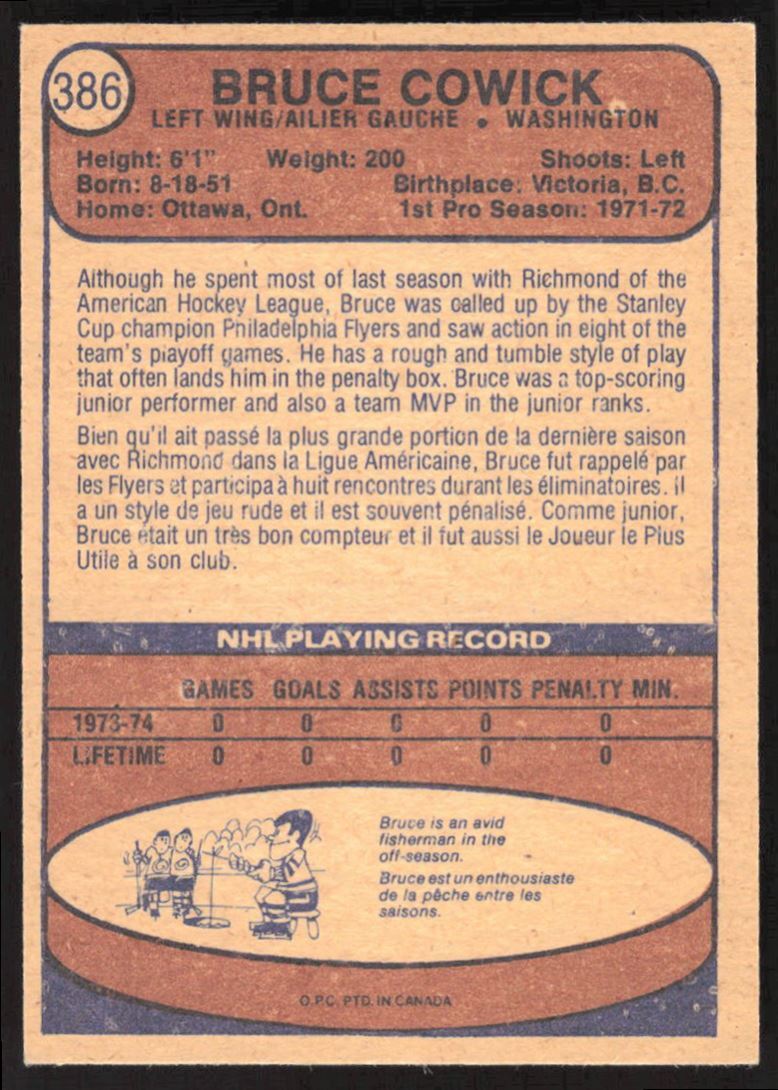 386
BRUCE COWICK
LEFT WING/AILIER GAUCHE • WASHINGTON
Height: 6'1" Weight: 200 Shoots: Left
Born: 8-18-51 Birthplace: Victoria, B.C.
Home: Ottawa, Ont. 1st Pro Season: 1971-72
Although he spent most of last season with Richmond of the
American Hockey League, Bruce was called up by the Stanley
Cup champion Philadelphia Flyers and saw action in eight of the
team's playoff games. He has a rough and tumble style of play
that often lands him in the penalty box. Bruce was a top-scoring
junior performer and also a team MVP in the junior ranks.
Bien qu'il ait passé la plus grande portion de la dernière saison
avec Richmond dans la Ligue Américaine, Bruce fut rappelé par
les Flyers et participa à huit rencontres durant les éliminatoires. il
a un style de jeu rude et il est souvent pénalisé. Comme junior,
Bruce était un très bon compteur et il fut aussi le Joueur le Plus
Utile à son club.
NHL PLAYING RECORD
GAMES GOALS ASSISTS POINTS PENALTY MIN.
1973-74 0 0 0 0 0
LIFETIME 0 0 0 0 0
Bruce is an avid
fisherman in the
off-season.
Bruce est un enthousiaste
de la pêche entre les
saisons.
O.P.C. PTD. IN CANADA